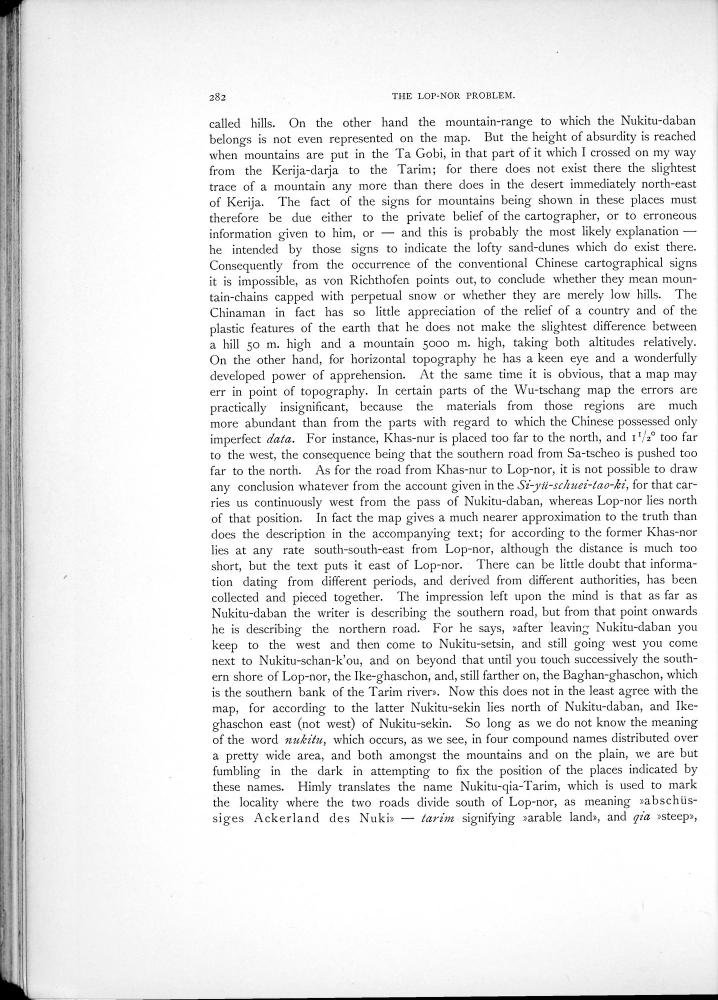 282 THE LOP-NOR PROBLEM.
called hills. On the other hand the mountain-range to which the Nukitu-daban
belongs is not even represented on the map. But the height of absurdity is reached
when mountains are put in the Ta Gobi, in that part of it which I crossed on my way
from the Kerija-darja to the Tarim; for there does not exist there the slightest
trace of a mountain any more than there does in the desert immediately north-east
of Kerija. The fact of the signs for mountains being shown in these places must
therefore be due either to the private belief of the cartographer, or to erroneous
information given to him, or — and this is probably the most likely explanation —
he intended by those signs to indicate the lofty sand-dunes which do exist there.
Consequently from the occurrence of the conventional Chinese cartographical signs
it is impossible, as von Richthofen points out, to conclude whether they mean moun-
tain-chains capped with perpetual snow or whether they are merely low hills. The
Chinaman in fact has so little appreciation of the relief of a country and of the
plastic features of the earth that he does not make the slightest difference between
a hill 50 m. high and a mountain 5000 m. high, taking both altitudes relatively.
On the other hand, for horizontal topography he has a keen eye and a wonderfully
developed power of apprehension. At the same time it is obvious, that a map may
err in point of topography. In certain parts of the Wu-tschang map the errors are
practically insignificant, because the materials from those regions are much
more abundant than from the parts with regard to which the Chinese possessed only
imperfect data. For instance, Khas-nur is placed too far to the north, and 1 1/2° too far
to the west, the consequence being that the southern road from Sa-tscheo is pushed too
far to the north. As for the road from Khas-nur to Lop-nor, it is not possible to draw
any conclusion whatever from the account given in the Si-yü-schuei-tao-ki, for that car-
ries us continuously west from the pass of Nukitu-daban, whereas Lop-nor lies north
of that position. In fact the map gives a much nearer approximation to the truth than
does the description in the accompanying text; for according to the former Khas-nor
lies at any rate south-south-east from Lop-nor, although the distance is much too
short, but the text puts it east of Lop-nor. There can be little doubt that informa-
tion dating from different periods, and derived from different authorities, has been
collected and pieced together. The impression left upon the mind is that as far as
Nukitu-daban the writer is describing the southern road, but from that point onwards
he is describing the northern road. For he says, »after leaving Nukitu-daban you
keep to the west and then come to Nukitu-setsin, and still going west you come
next to Nukitu-schan-k'ou, and on beyond that until you touch successively the south-
ern shore of Lop-nor, the Ike-ghaschon, and, still farther on, the Baghan-ghaschon, which
is the southern bank of the Tarim river». Now this does not in the least agree with the
map, for according to the latter Nukitu-sekin lies north of Nukitu-daban, and Ike-
ghaschon east (not west) of Nukitu-sekin. So long as we do not know the meaning
of the word nukitu, which occurs, as we see, in four compound names distributed over
a pretty wide area, and both amongst the mountains and on the plain, we are but
fumbling in the dark in attempting to fix the position of the places indicated by
these names. Himly translates the name Nukitu-qia-Tarim, which is used to mark
the locality where the two roads divide south of Lop-nor, as meaning »abschüs-
siges Ackerland des Nuki» — tarim signifying »arable land», and qia »steep»,